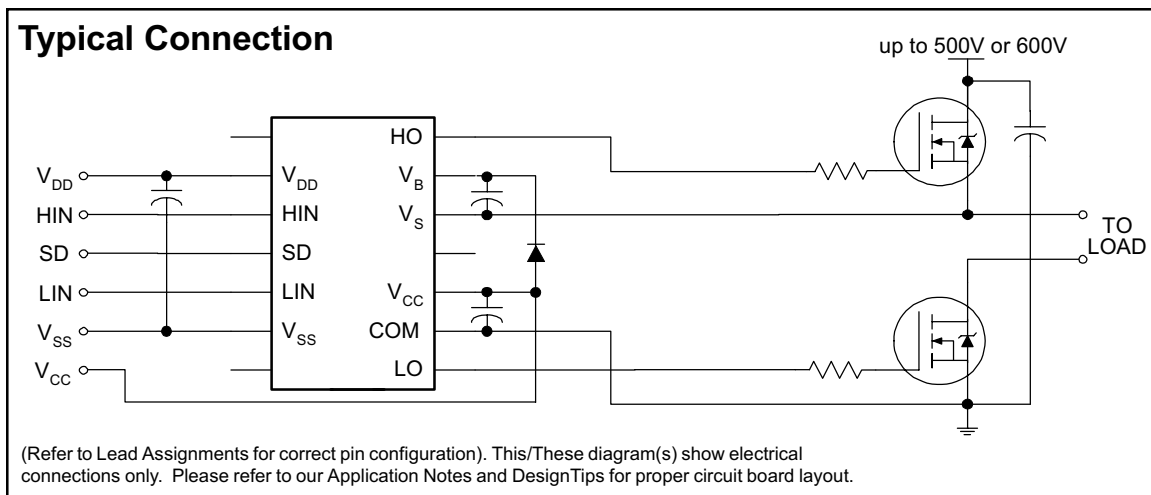 Typical Connection
up to 500V or 600V
HO
VDD
VDD
VB
HIN
HIN
VS
TO
LOAD
SD
SD
LIN
LIN
VCC
VSS
VSS
COM
VCC
LO
(Refer to Lead Assignments for correct pin configuration). This/These diagram(s) show electrical
connections only. Please refer to our Application Notes and DesignTips for proper circuit board layout.